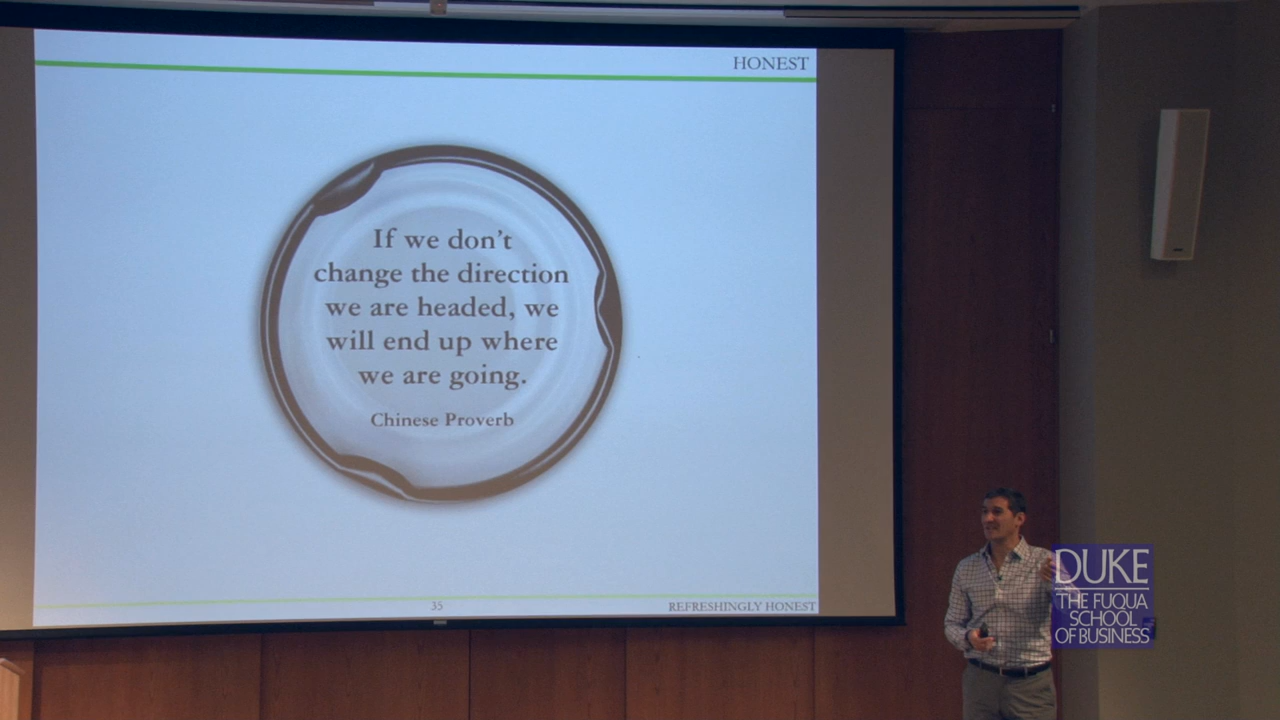 HONEST
If we don't
change the direction
we are headed, we
will end up where
we are going.
Chinese Proverb
35
REFRESHINGLY HONEST
DUKE
THE FUQUA
SCHOOL
OF BUSINESS